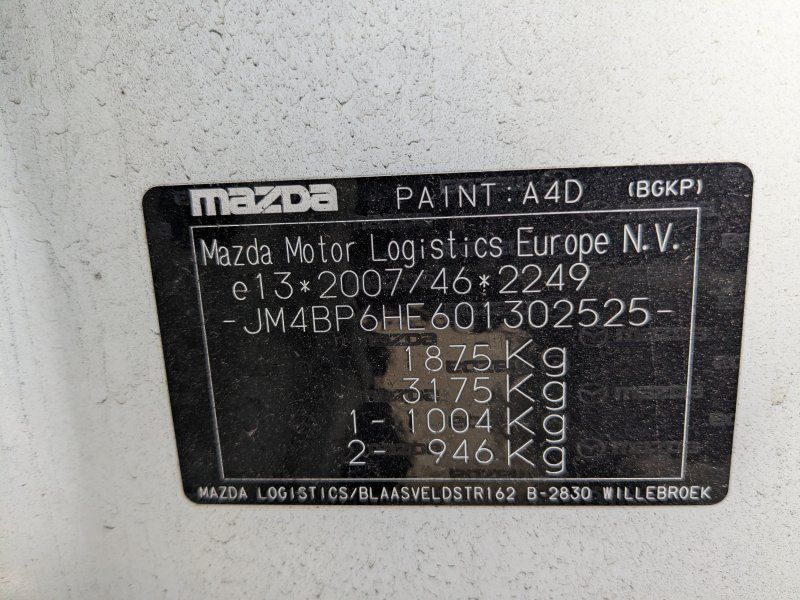 mazda PAINT:A4D (BGKP)
Mazda Motor Logistics Europe N.V.
e13*2007/46*2249
-JM4BP6HE601302525-
1875Kg
3175Kg
1-1004Kg
2- 946Kg
MAZDA LOGISTICS/BLAASVELDSTR162 B-2830 WILLEBROEK